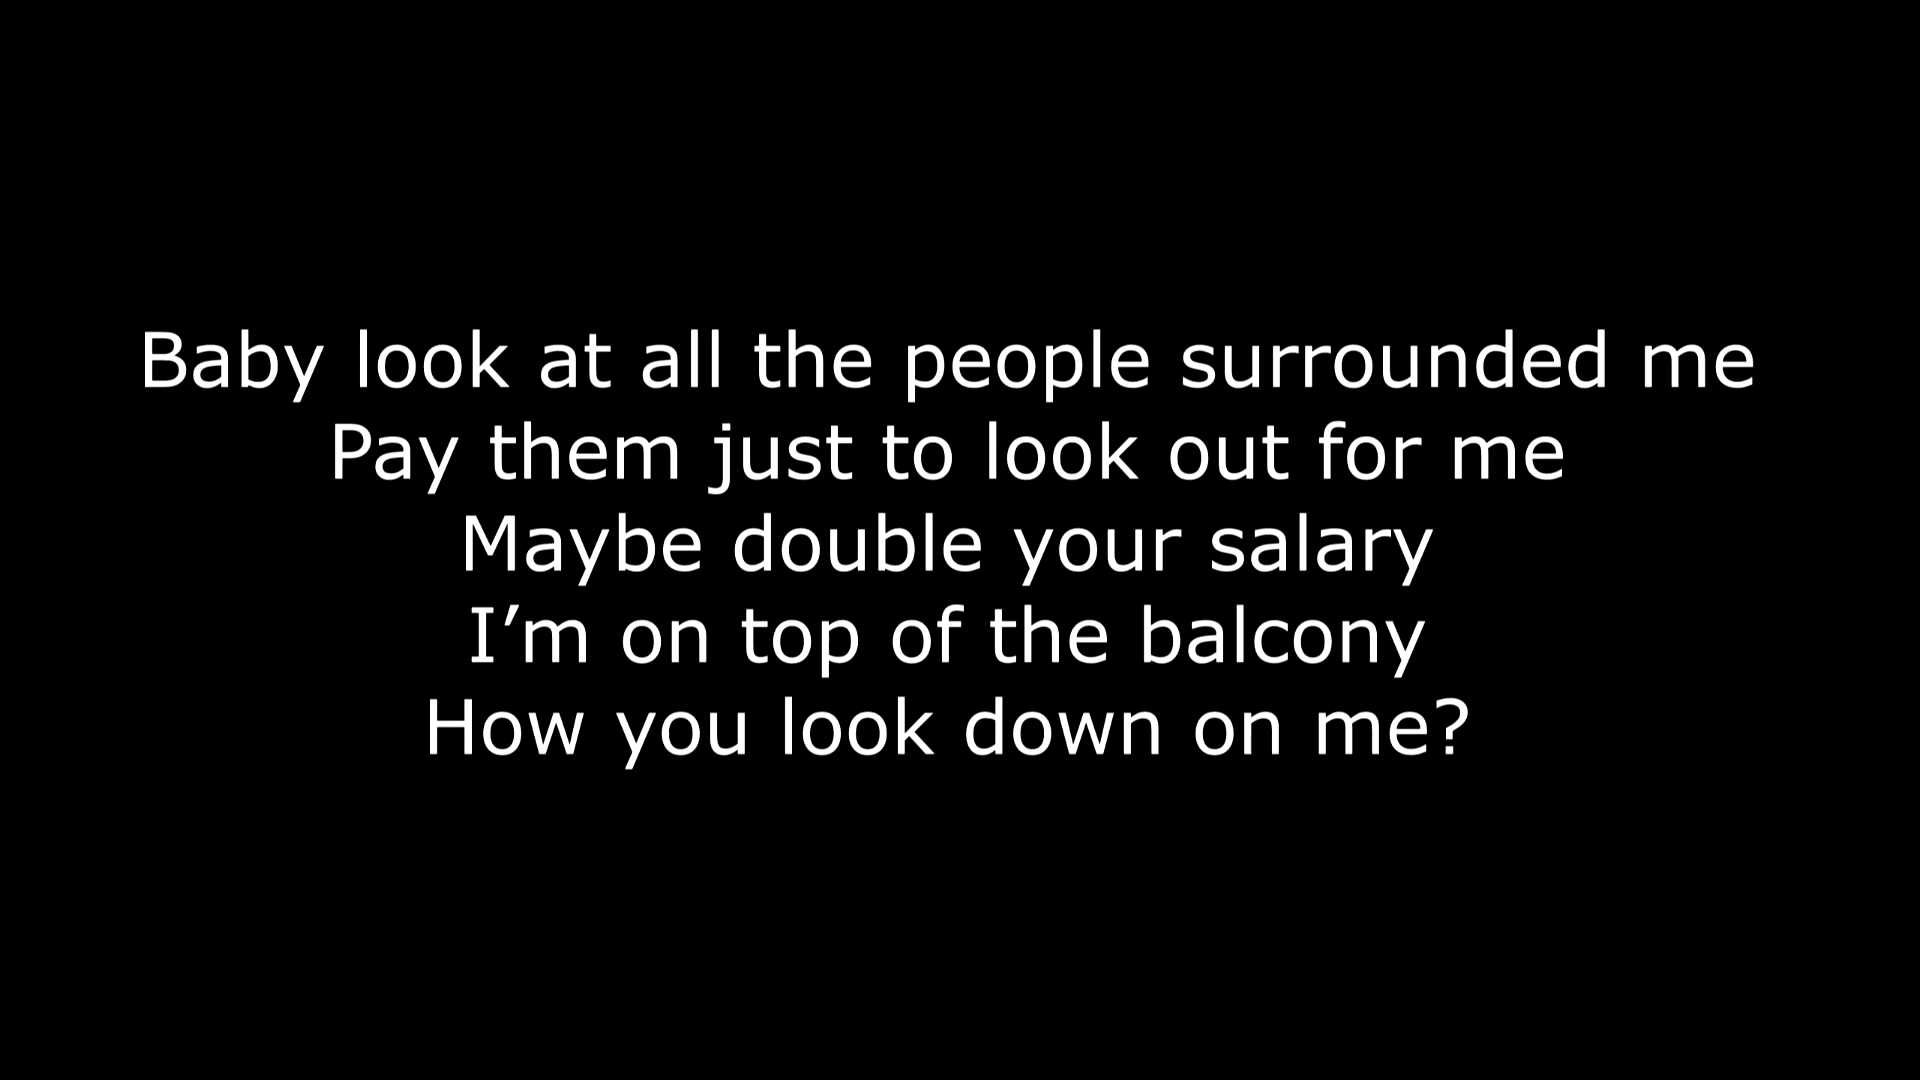 Baby look at all the people surrounded me
Pay them just to look out for me
Maybe double your salary
I’m on top of the balcony
How you look down on me?